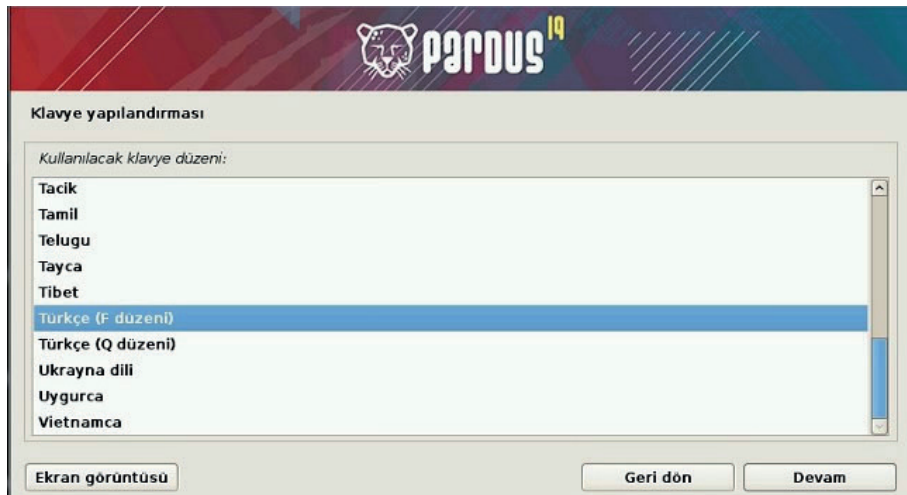 pardus 19
Klavye yapılandırması
Kullanılacak klavye düzeni:
Tacik
Tamil
Telugu
Tayca
Tibet
Türkçe (F düzeni)
Türkçe (Q düzeni)
Ukrayna dili
Uygurca
Vietnamca
Ekran görüntüsü Geri dön Devam